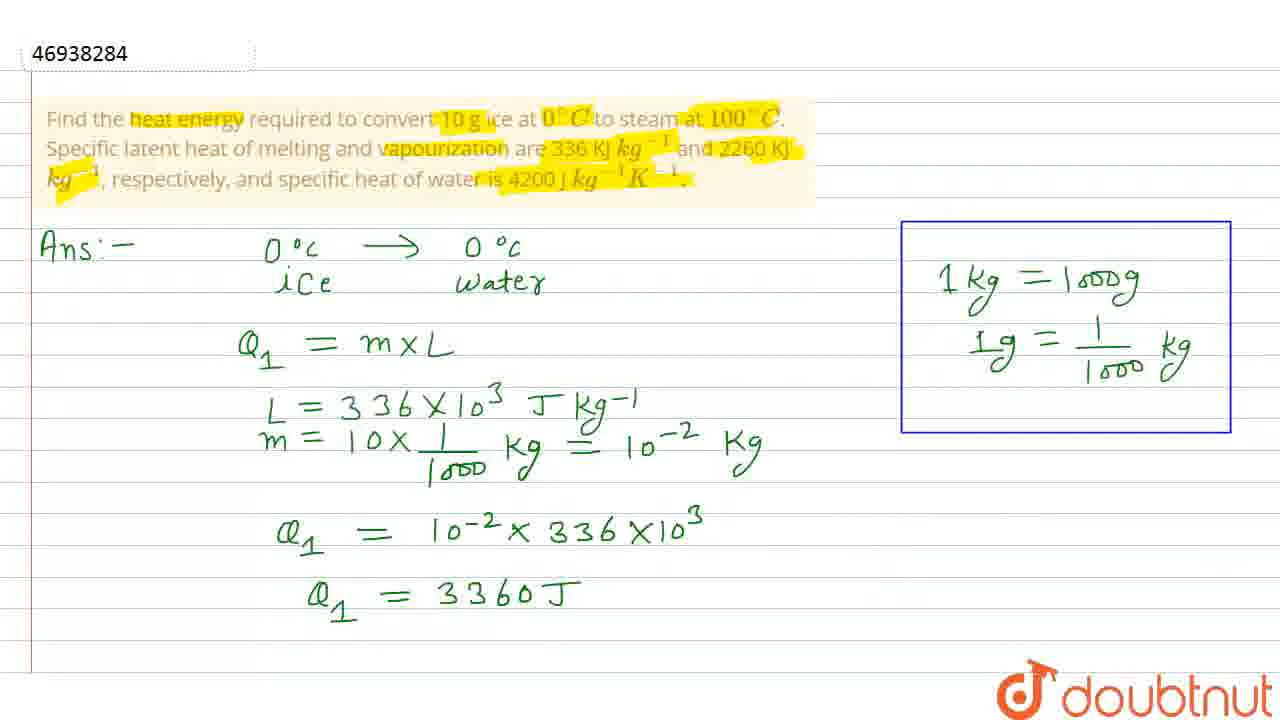 46938284
Find the heat energy required to convert 10 g ice at 0°C to steam at 100°C.
Specific latent heat of melting and vapourization are 336 KJ kg⁻¹ and 2260 KJ
kg⁻¹, respectively, and specific heat of water is 4200 J kg⁻¹K⁻¹.
Ans:- 0°C → 0°C
ice water
Q₁ = m×L
L = 336×10³ J kg⁻¹
m = 10×1/1000 kg = 10⁻² kg
Q₁ = 10⁻²×336×10³
Q₁ = 3360 J
1 kg = 1000g
1g = 1/1000 kg
doubtnut